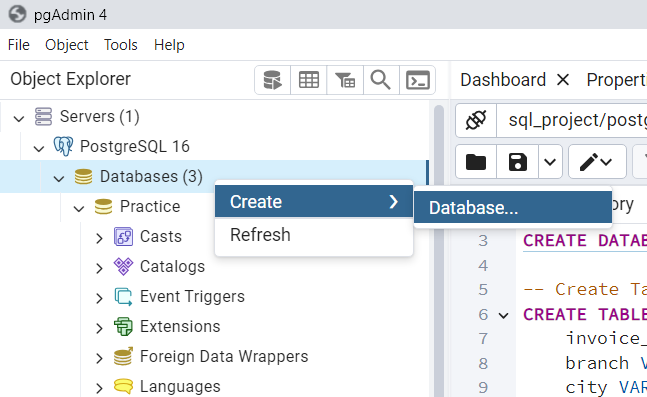 pgAdmin 4
File Object Tools Help
Object Explorer
Dashboard
Servers (1)
PostgreSQL 16
Databases (3)
Practice
Casts
Catalogs
Event Triggers
Extensions
Foreign Data Wrappers
Languages
Create
Refresh
Database...
sql_project/postg
3 CREATE DATAB
4
5 -- Create Ta
6 CREATE TABLE
7 invoice_
8 branch V
9 city VAR